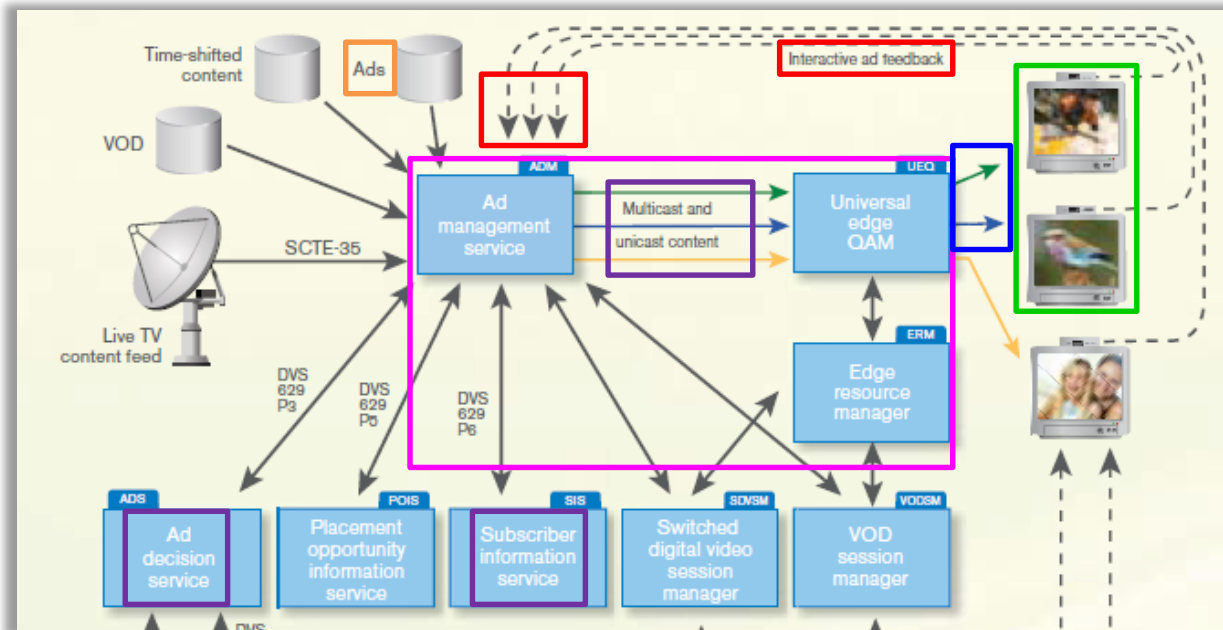 Time-shifted
content
Ads
Interactive ad feedback
VOD
ADM
Ad
management
service
Multicast and
unicast content
UEQ
Universal
edge
QAM
SCTE-35
Live TV
content feed
ERM
Edge
resource
manager
DVS
629
P3
DVS
629
P5
DVS
629
P6
ADS
Ad
decision
service
POIS
Placement
opportunity
information
service
SIS
Subscriber
information
service
SDVSM
Switched
digital video
session
manager
VODSM
VOD
session
manager
DVS